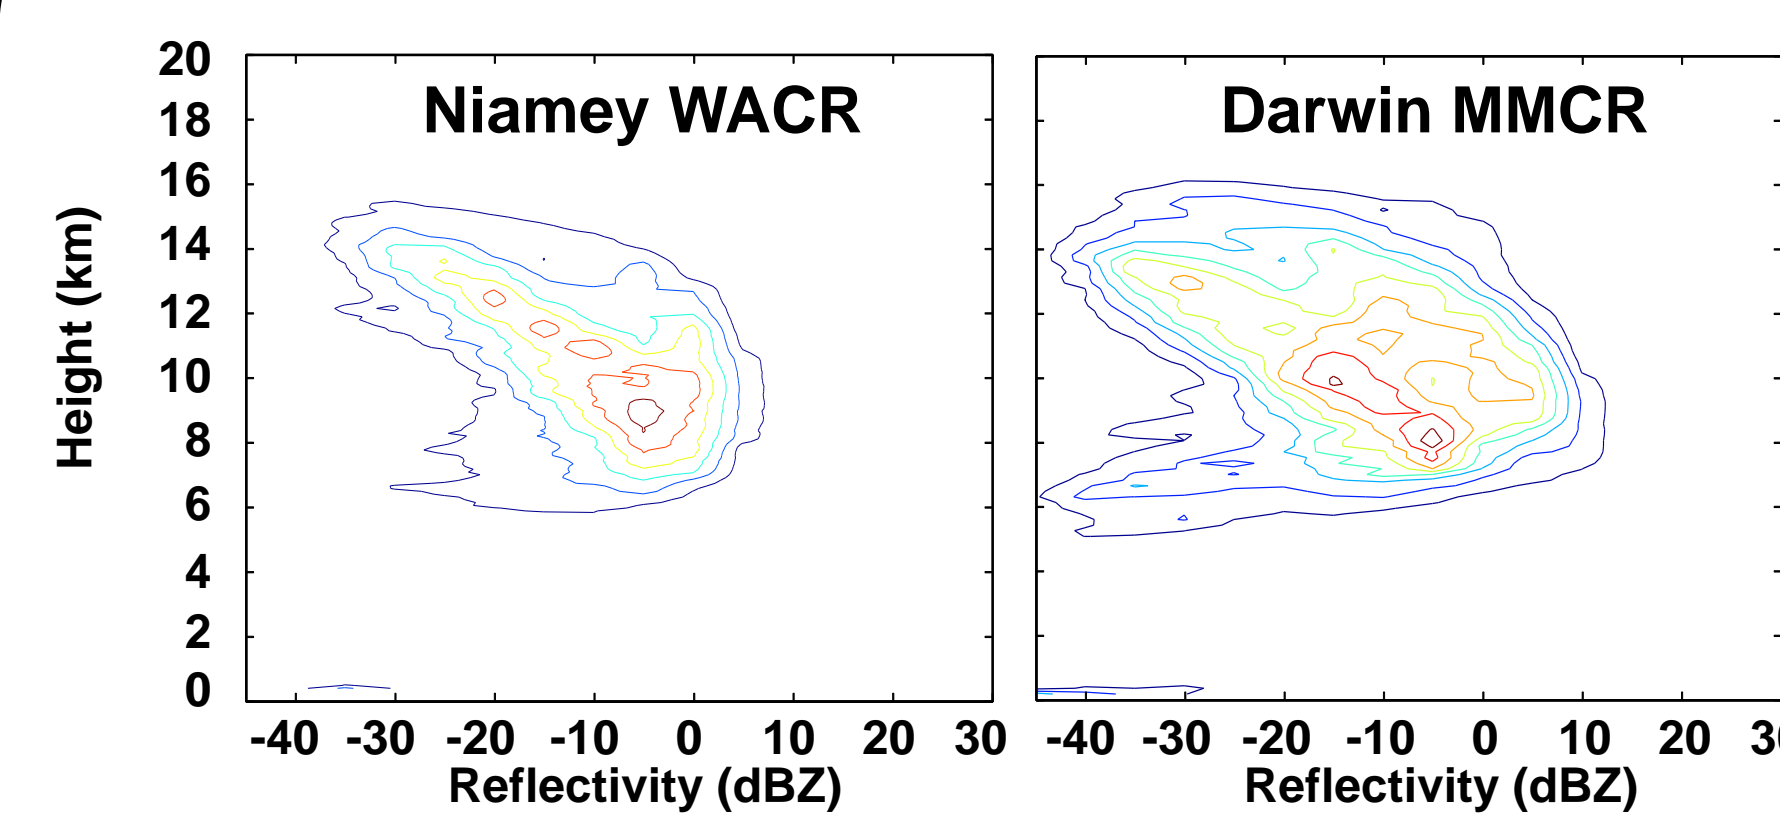 Niamey WACR
Darwin MMCR
Height (km)
20
18
16
14
12
10
8
6
4
2
0
-40 -30 -20 -10 0 10 20 30
-40 -30 -20 -10 0 10 20
Reflectivity (dBZ)
Reflectivity (dBZ)